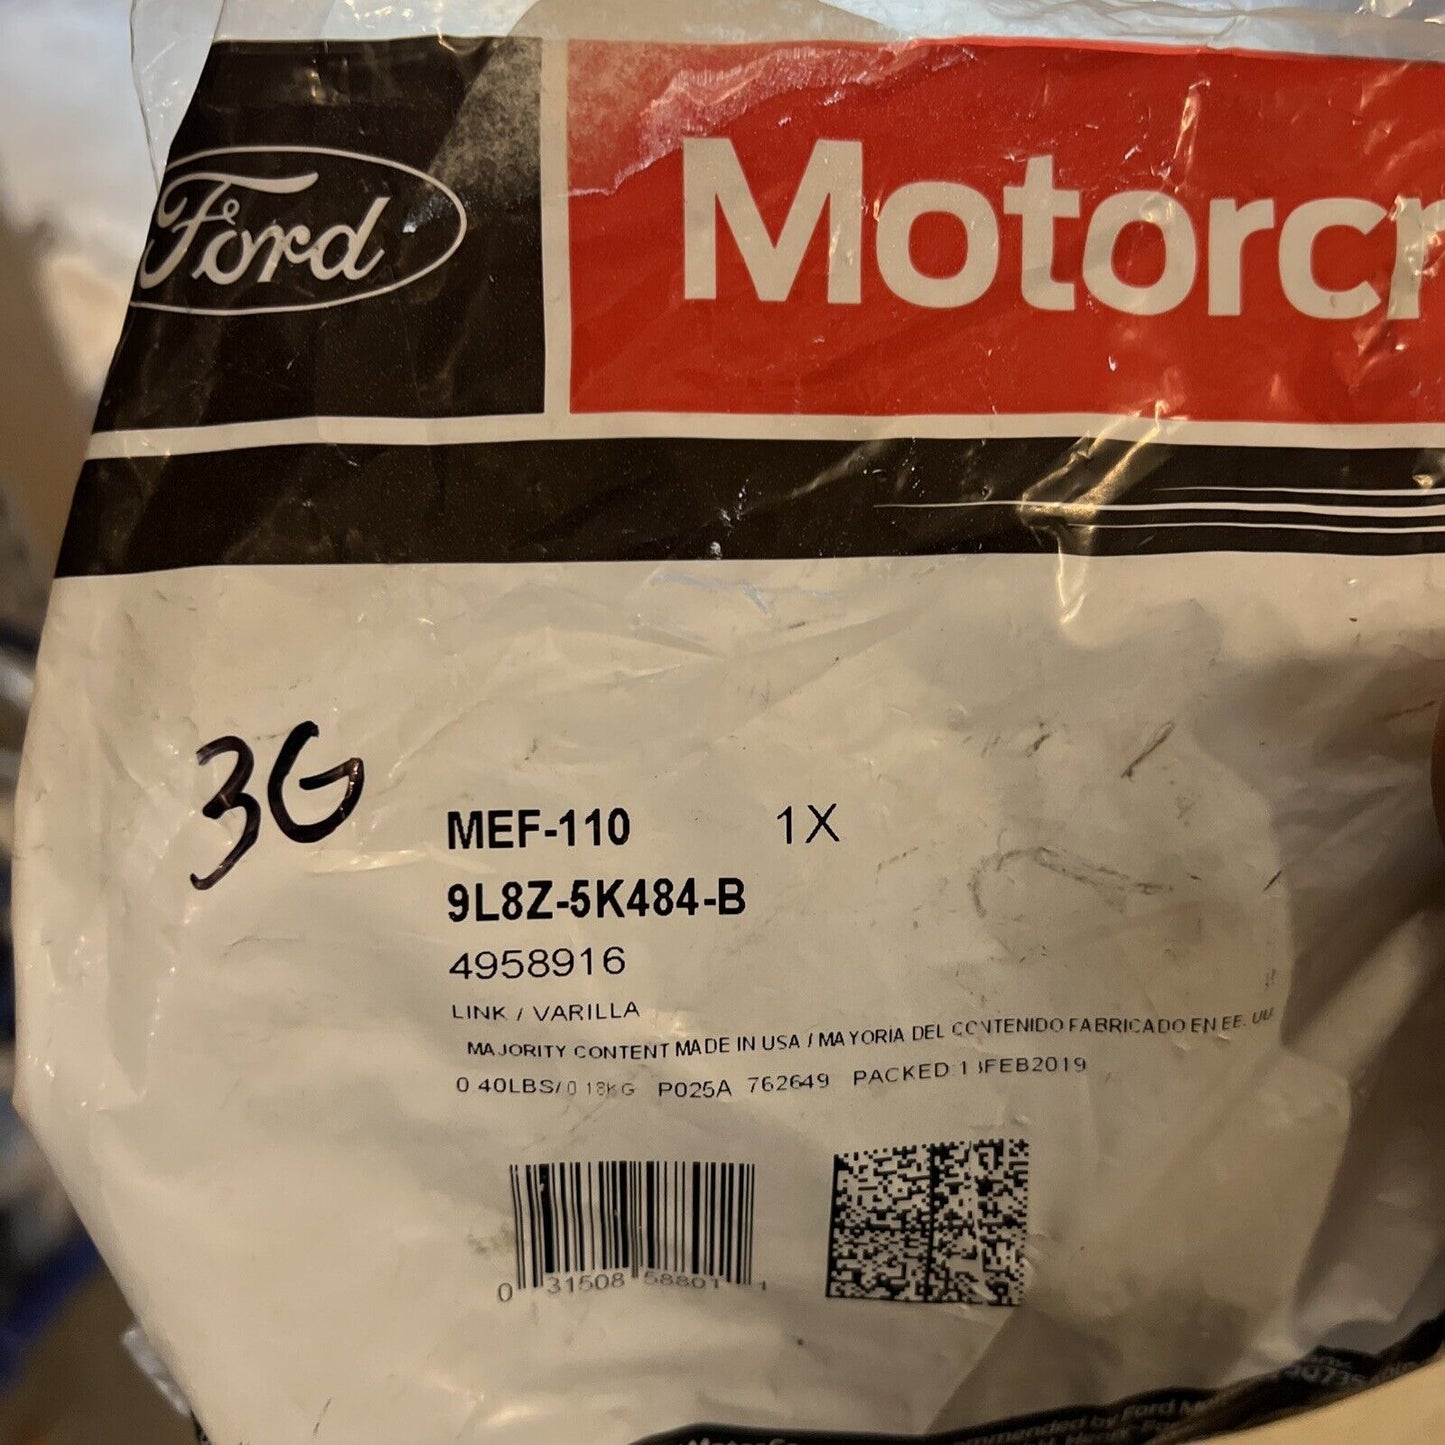 Ford
Motorcr
3G
MEF-110 1X
9L8Z-5K484-B
4958916
LINK / VARILLA
MAJORITY CONTENT MADE IN USA / MAYORIA DEL CONTENIDO FABRICADO EN EE. UU
0.40LBS/0.18KG P025A 762649 PACKED:
0 31508 58801 1